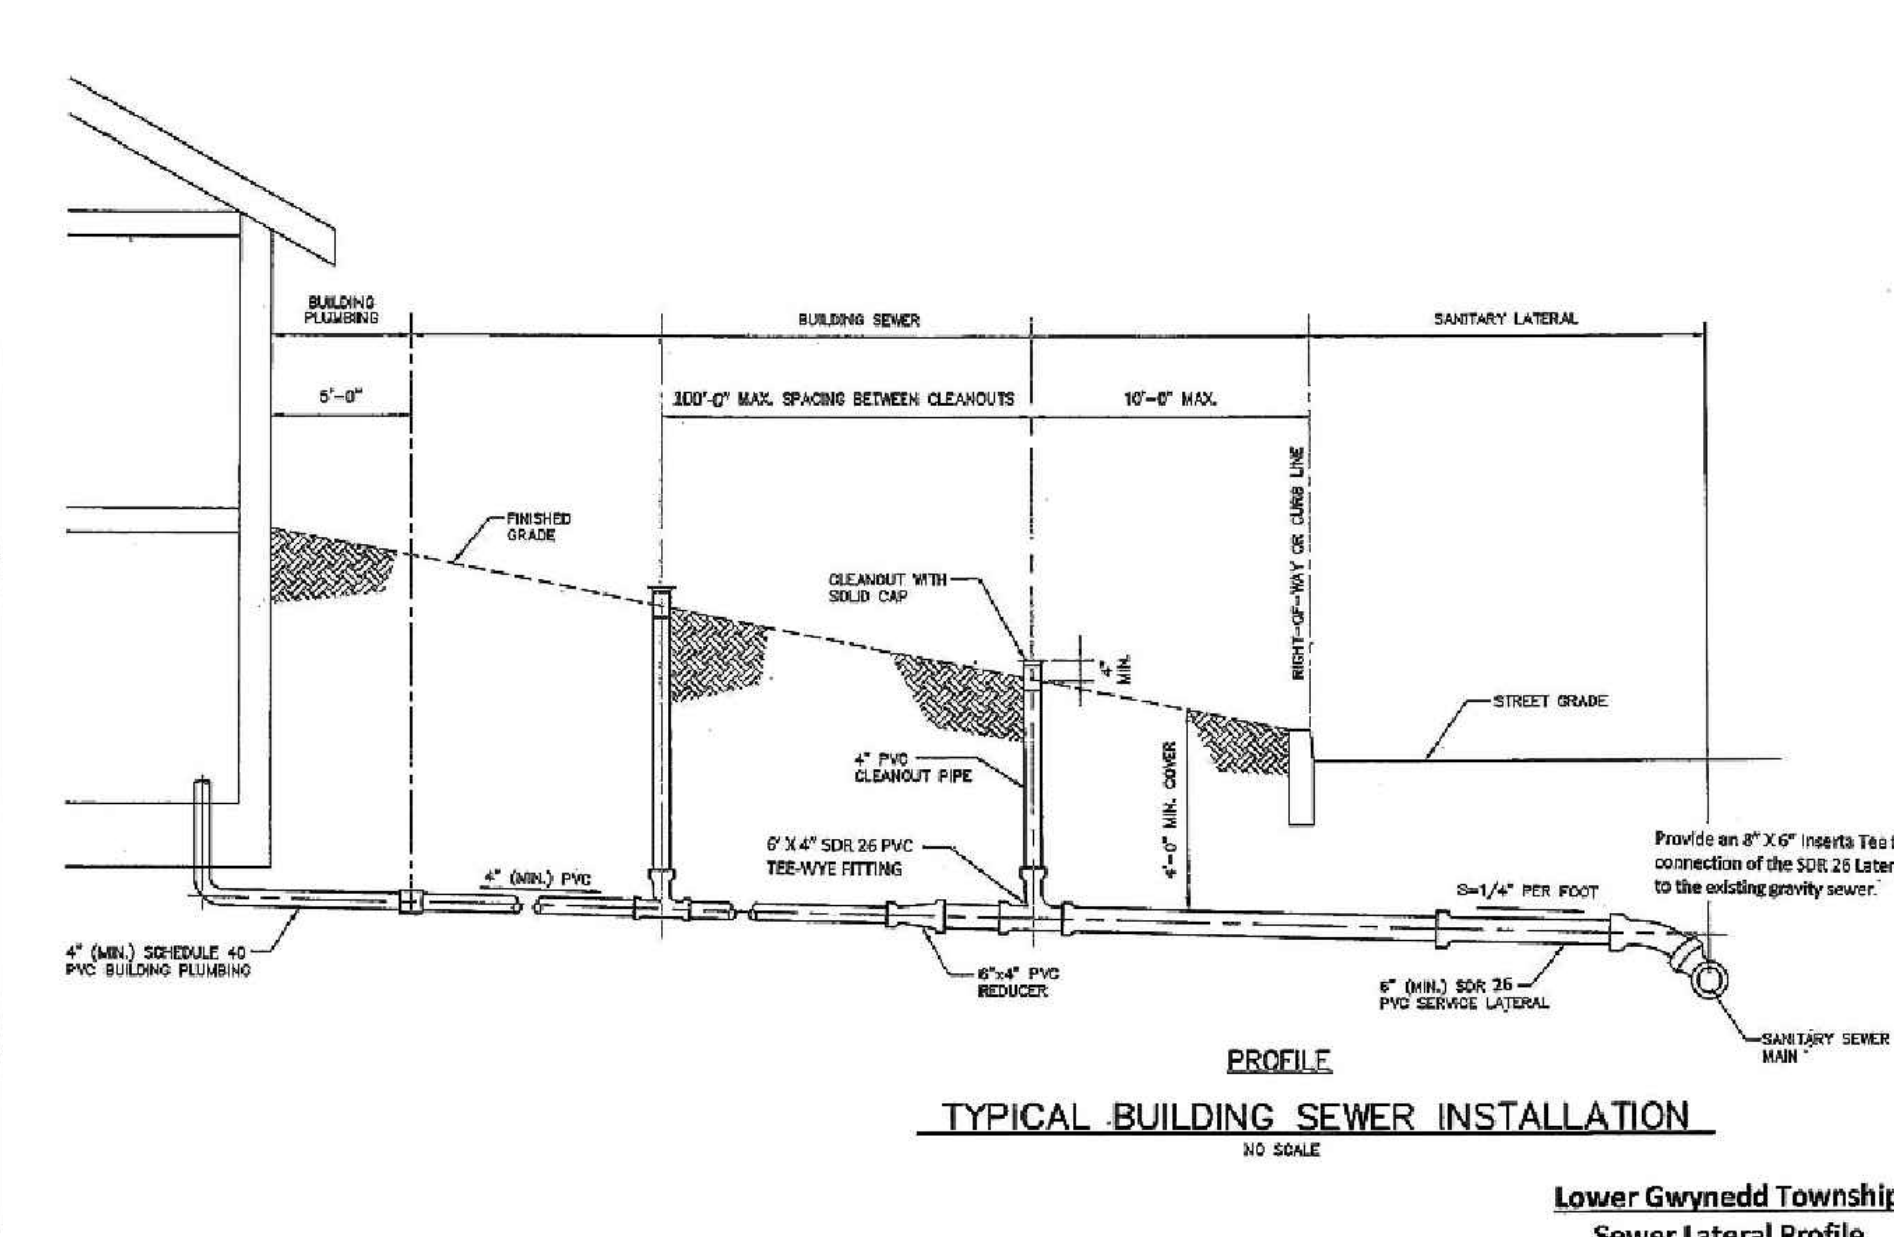 BUILDING
PLUMBING
BUILDING SEWER
SANITARY LATERAL
5'-0"
100'-0" MAX. SPACING BETWEEN CLEANOUTS
10'-0" MAX.
RIGHT-OF-WAY OR CURB LINE
FINISHED
GRADE
CLEANOUT WITH
SOLID CAP
4"
MIN.
STREET GRADE
4" PVC
CLEANOUT PIPE
4'-0" MIN. COVER
6" X 4" SDR 26 PVC
TEE-WYE FITTING
Provide an 8" X 6" Inserta Tee
connection of the SDR 26
to the existing gravity sewer.
4" (MIN.) PVC
S=1/4" PER FOOT
4" (MIN.) SCHEDULE 40
PVC BUILDING PLUMBING
6"x4" PVC
REDUCER
6" (MIN.) SDR 26
PVC SERVICE LATERAL
SANITARY SEWER
MAIN
PROFILE
TYPICAL BUILDING SEWER INSTALLATION
NO SCALE
Lower Gwynedd Township
Sewer Lateral Profile